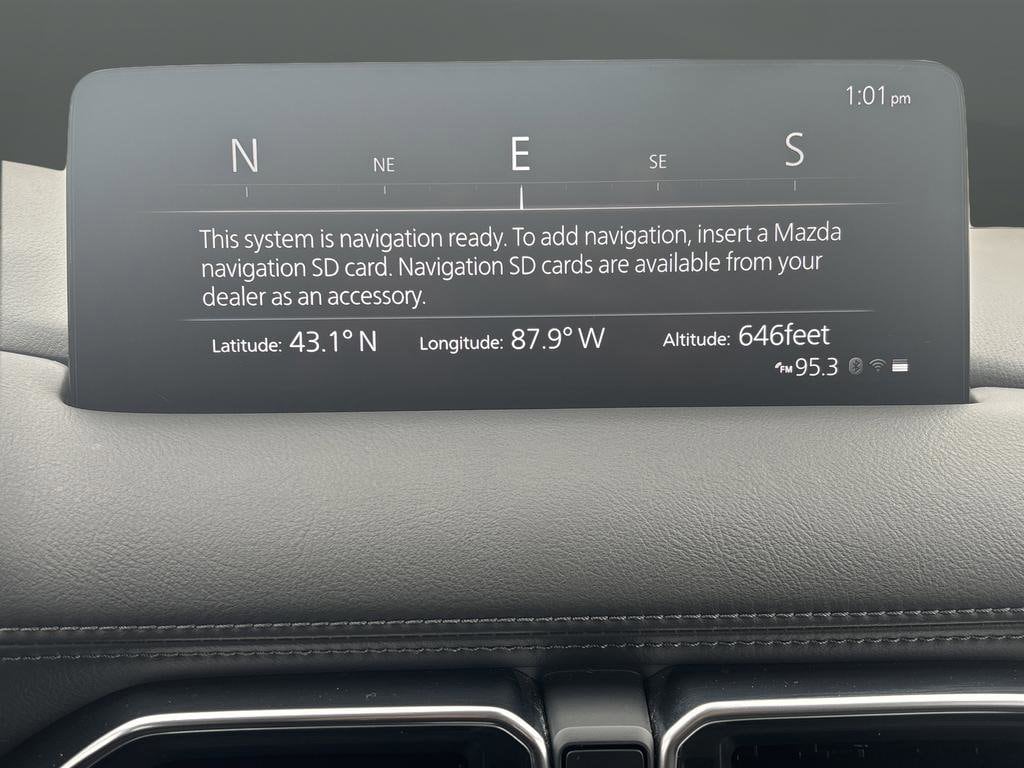 1:01 pm
N NE E SE S
This system is navigation ready. To add navigation, insert a Mazda
navigation SD card. Navigation SD cards are available from your
dealer as an accessory.
Latitude: 43.1° N Longitude: 87.9° W Altitude: 646feet
FM 95.3